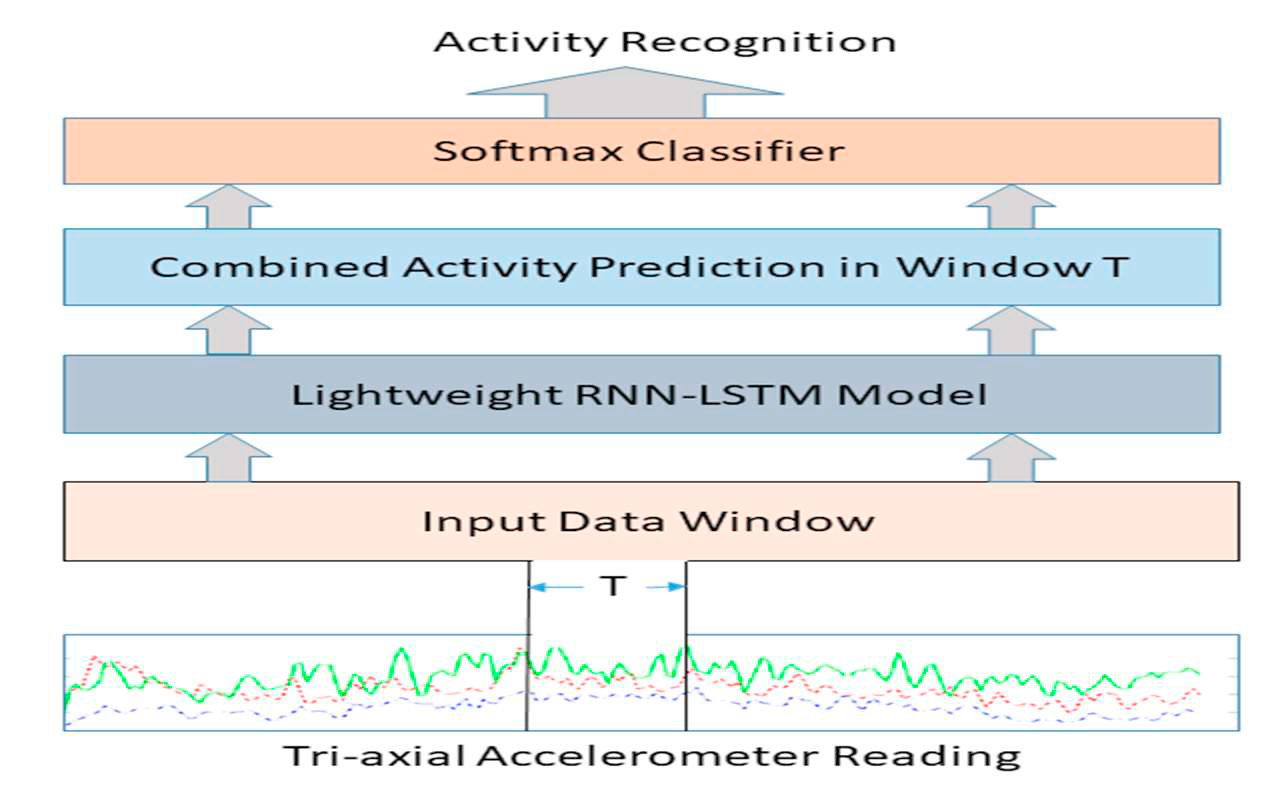 Activity Recognition
Softmax Classifier
Combined Activity Prediction in Window T
Lightweight RNN-LSTM Model
Input Data Window
T
Tri-axial Accelerometer Reading